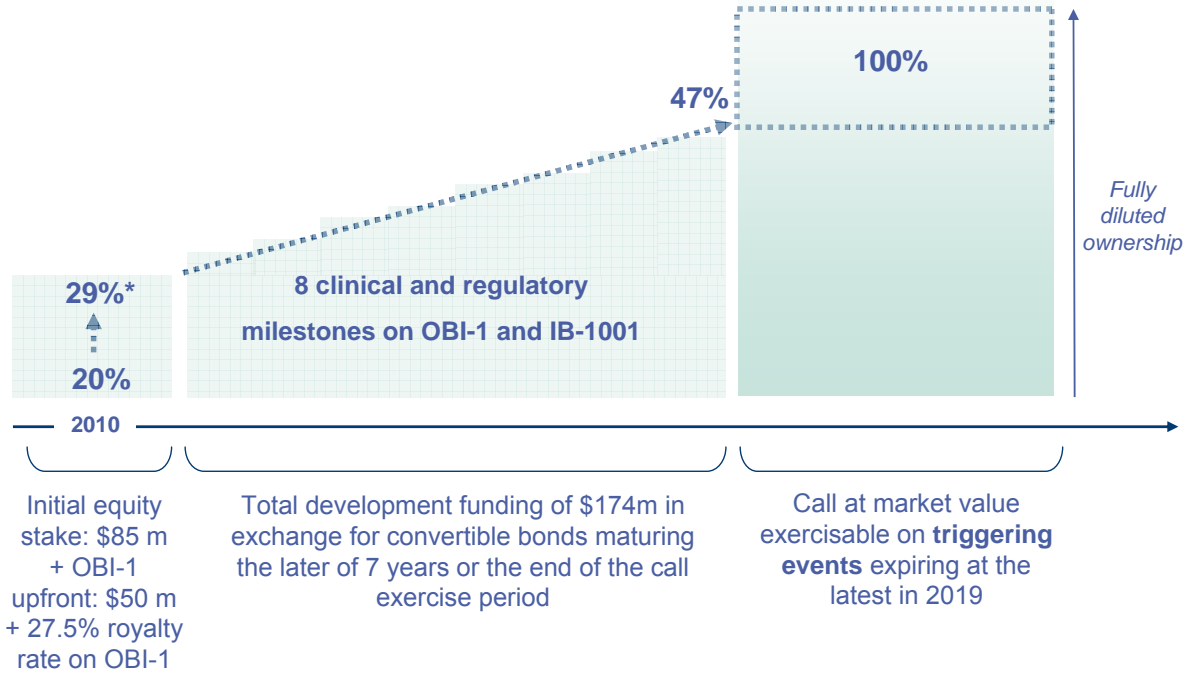 100%
47%
Fully
diluted
ownership
29%*
20%
8 clinical and regulatory
milestones on OBI-1 and IB-1001
2010
Initial equity
stake: $85 m
+ OBI-1
upfront: $50 m
+ 27.5% royalty
rate on OBI-1
Total development funding of $174m in
exchange for convertible bonds maturing
the later of 7 years or the end of the call
exercise period
Call at market value
exercisable on triggering
events expiring at the
latest in 2019